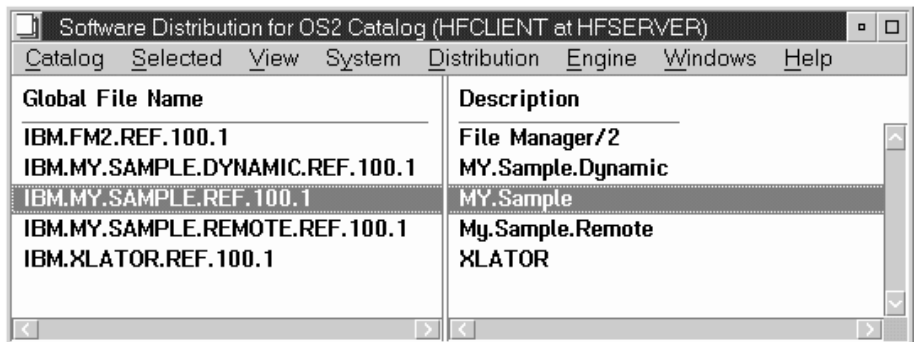 Software Distribution for OS2 Catalog (HFCLIENT at HFSERVER)
Catalog Selected View System Distribution Engine Windows Help
Global File Name Description
IBM.FM2.REF.100.1 File Manager/2
IBM.MY.SAMPLE.DYNAMIC.REF.100.1 MY.Sample.Dynamic
IBM.MY.SAMPLE.REF.100.1 MY.Sample
IBM.MY.SAMPLE.REMOTE.REF.100.1 My.Sample.Remote
IBM.XLATOR.REF.100.1 XLATOR